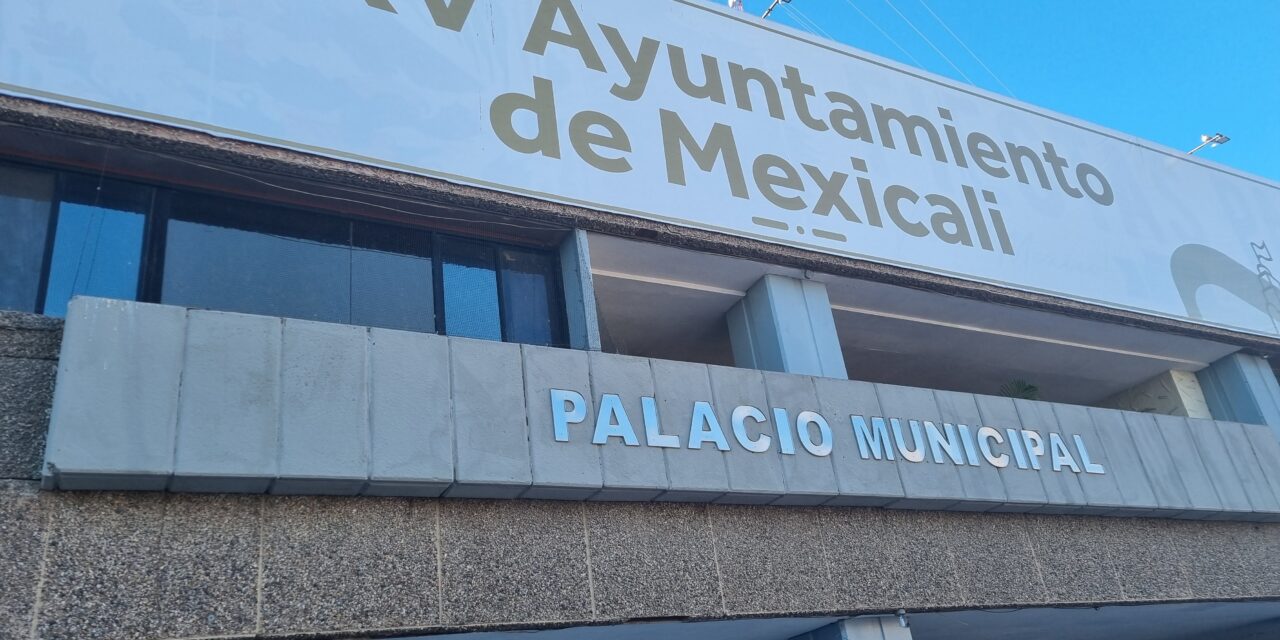 Ayuntamiento
de Mexicali
PALACIO MUNICIPAL